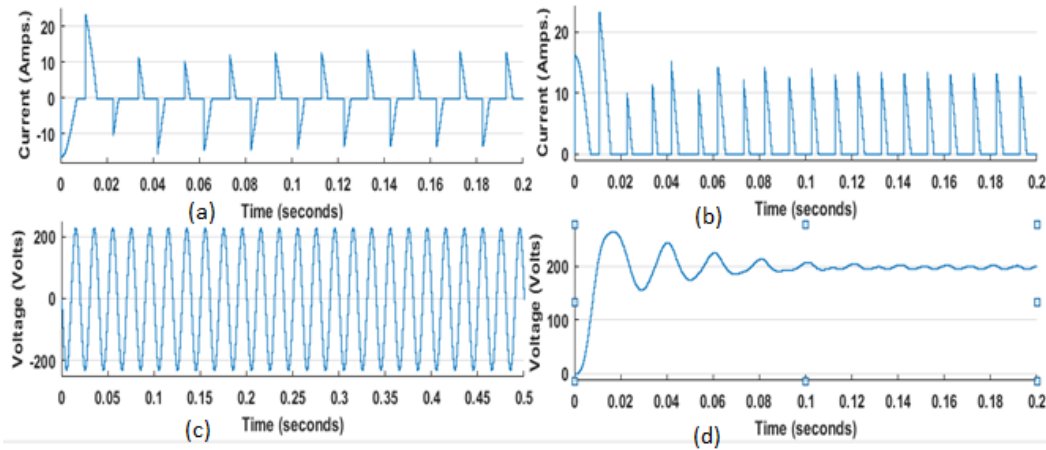 Current (Amps.)
20
10
0
-10
0 0.02 0.04 0.06 0.08 0.1 0.12 0.14 0.16 0.18 0.2
(a) Time (seconds)
Current (Amps.)
20
10
0
0 0.02 0.04 0.06 0.08 0.1 0.12 0.14 0.16 0.18 0.2
(b) Time (seconds)
Voltage (Volts)
200
0
-200
0 0.05 0.1 0.15 0.2 0.25 0.3 0.35 0.4 0.45 0.5
(c) Time (seconds)
Voltage (Volts)
200
100
0
0 0.02 0.04 0.06 0.08 0.1 0.12 0.14 0.16 0.18 0.2
(d) Time (seconds)